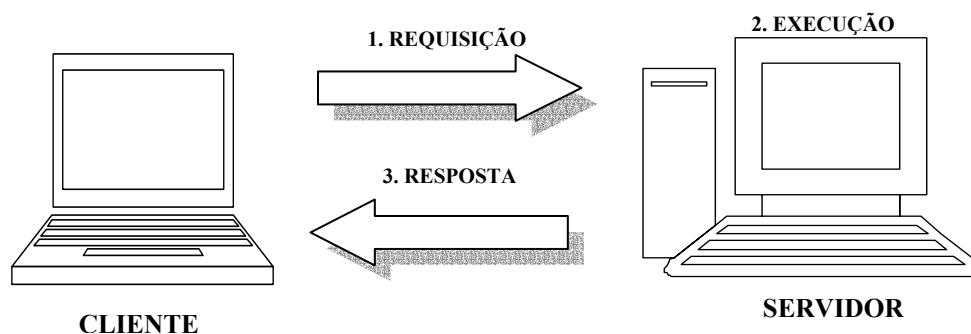 1. REQUISIÇÃO
2. EXECUÇÃO
3. RESPOSTA
CLIENTE
SERVIDOR